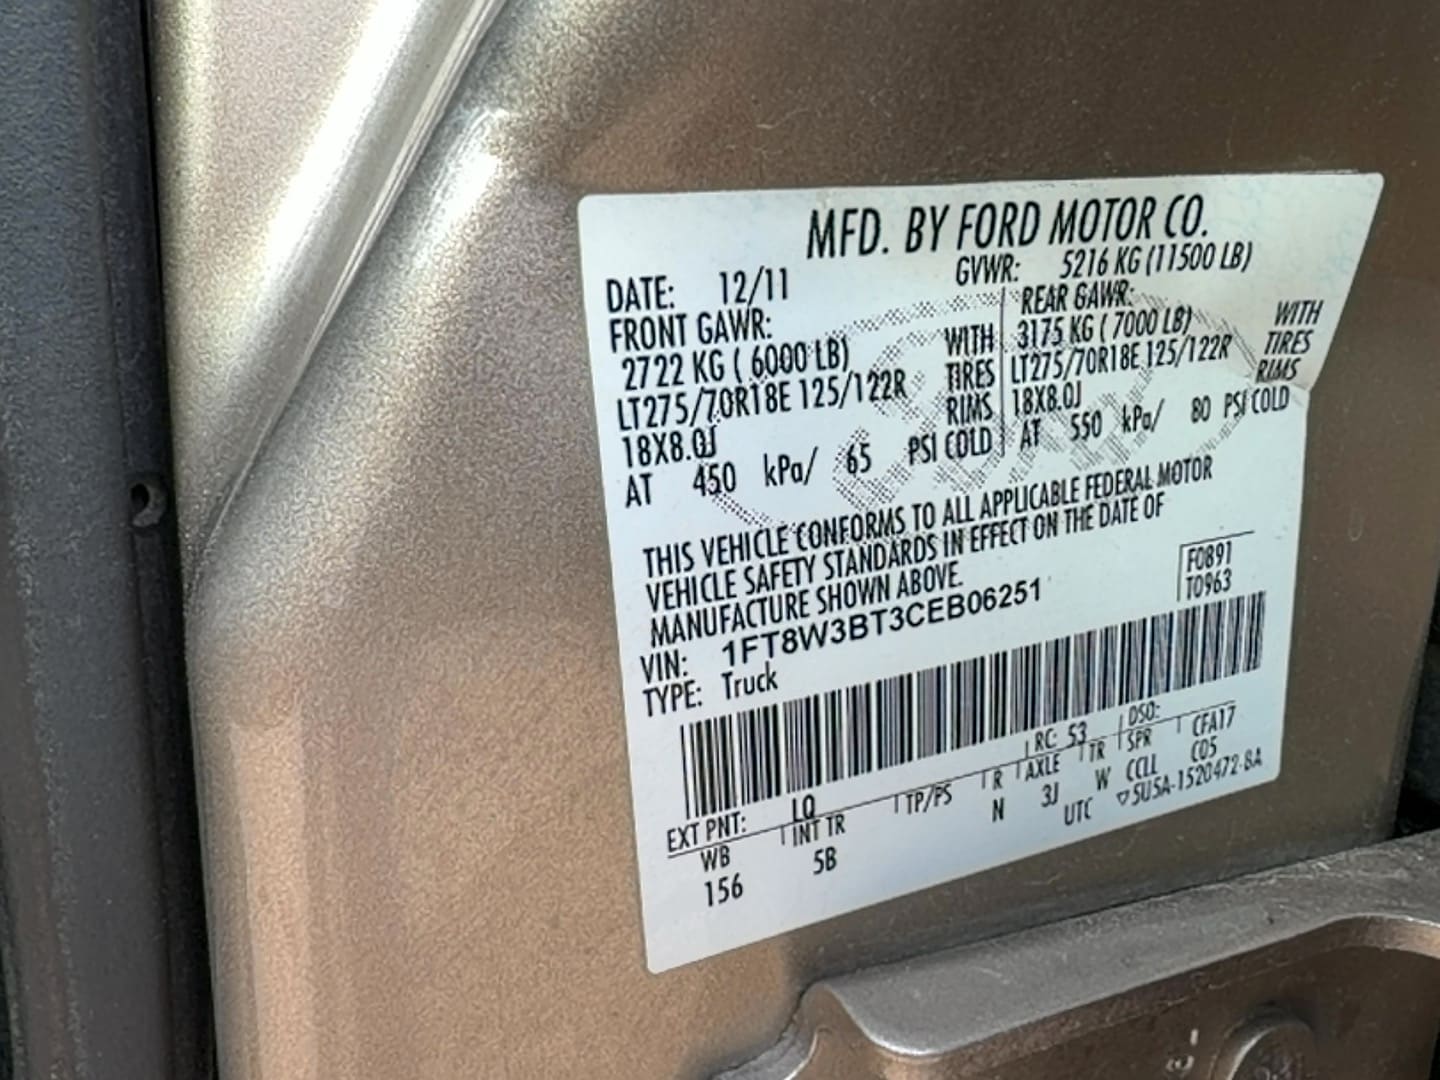 MFD. BY FORD MOTOR CO.
DATE: 12/11 GVWR: 5216 KG (11500 LB)
FRONT GAWR: REAR GAWR:
2722 KG ( 6000 LB) WITH 3175 KG ( 7000 LB) WITH
LT275/70R18E 125/122R TIRES LT275/70R18E 125/122R TIRES
18X8.0J RIMS 18X8.0J RIMS
AT 450 kPa/ 65 PSI COLD AT 550 kPa/ 80 PSI COLD
THIS VEHICLE CONFORMS TO ALL APPLICABLE FEDERAL MOTOR
VEHICLE SAFETY STANDARDS IN EFFECT ON THE DATE OF
MANUFACTURE SHOWN ABOVE.
F0891
T0963
VIN: 1FT8W3BT3CEB06251
TYPE: Truck
EXT PNT: LQ RC: 53 DSO:
WB INT TR TP/PS R AXLE TR SPR CFA17
156 5B N 3J W CCLL C05
UTC ▽5U5A-1520472-BA